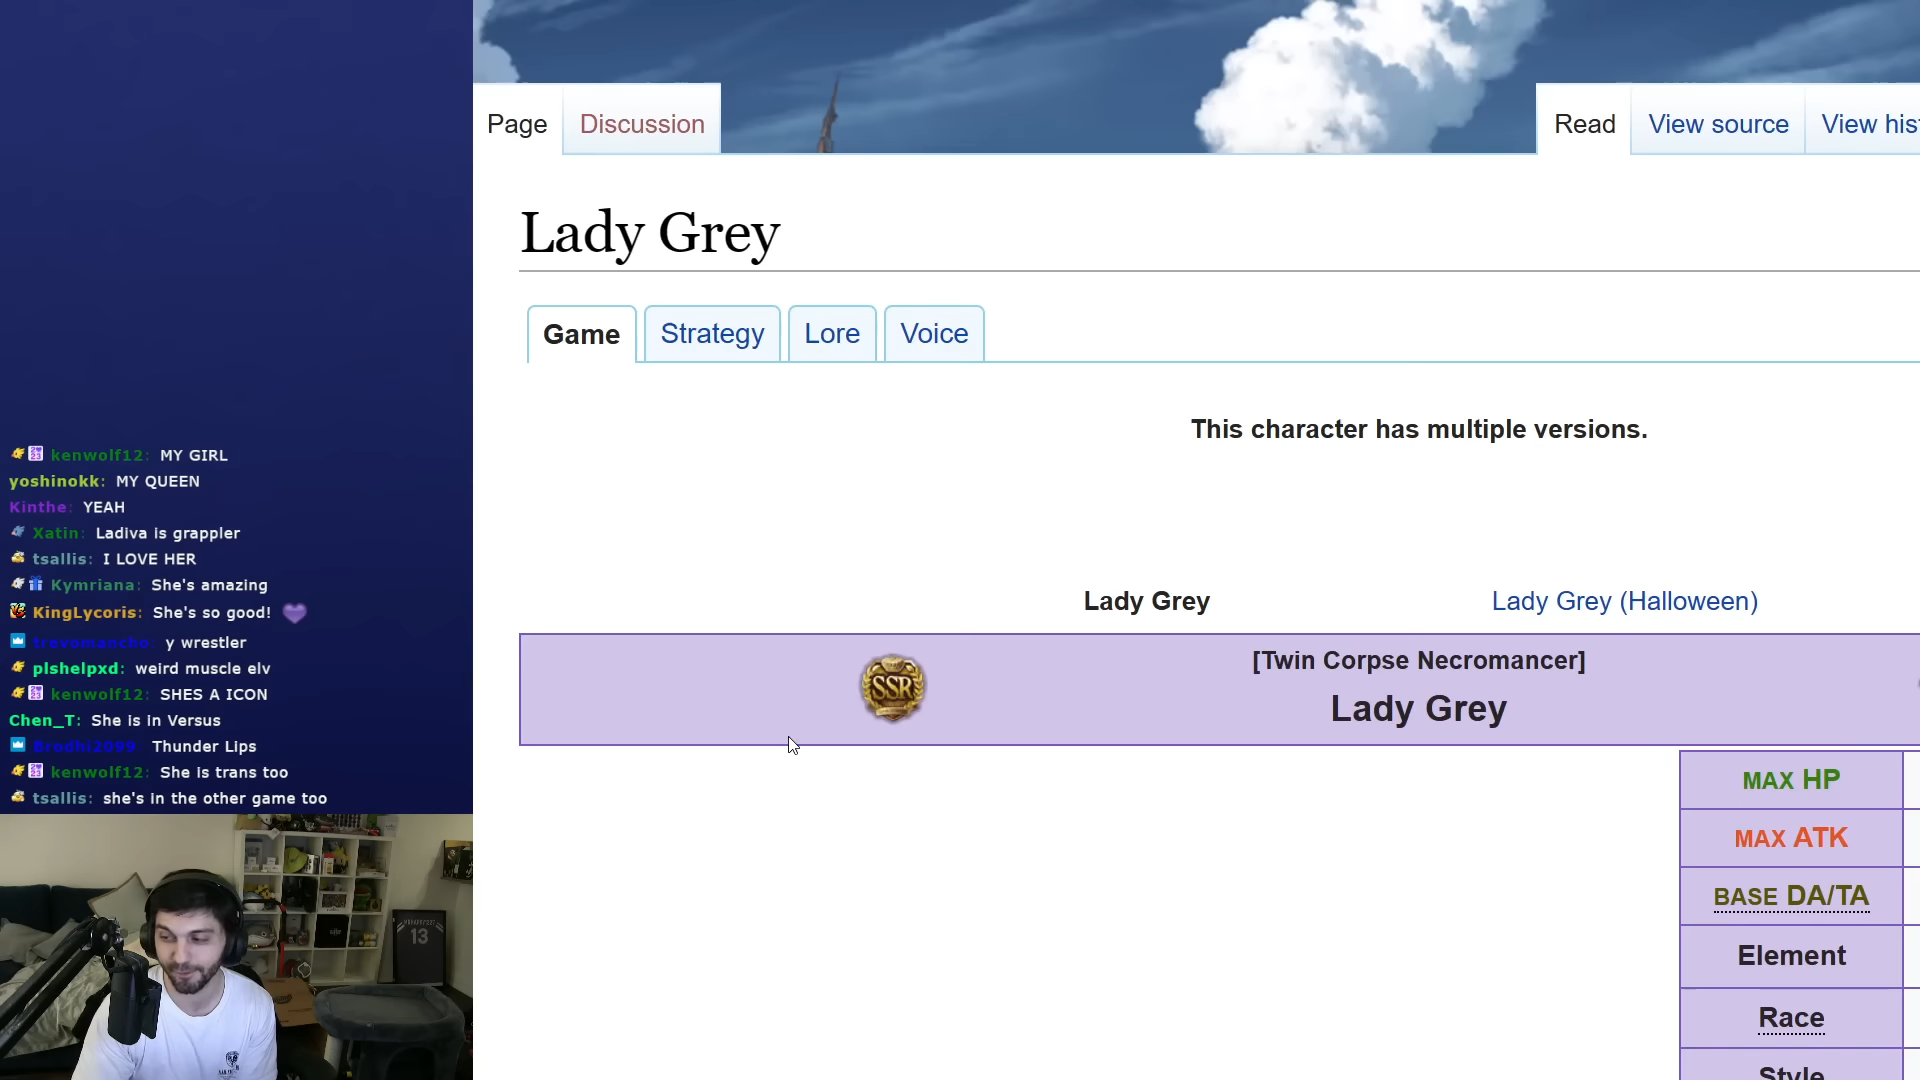 Page
Discussion
Read
View source
View his
Lady Grey
Game
Strategy
Lore
Voice
This character has multiple versions.
Lady Grey
Lady Grey (Halloween)
SSR
[Twin Corpse Necromancer]
Lady Grey
MAX HP
MAX ATK
BASE DA/TA
Element
Race
Style
kenwolf12: MY GIRL
yoshinokk: MY QUEEN
Kinthe: YEAH
Xatin: Ladiva is grappler
tsallis: I LOVE HER
Kymriana: She's amazing
KingLycoris: She's so good!
trevomancho: y wrestler
plshelpxd: weird muscle elv
kenwolf12: SHES A ICON
Chen_T: She is in Versus
Brodhi2099: Thunder Lips
kenwolf12: She is trans too
tsallis: she's in the other game too
13